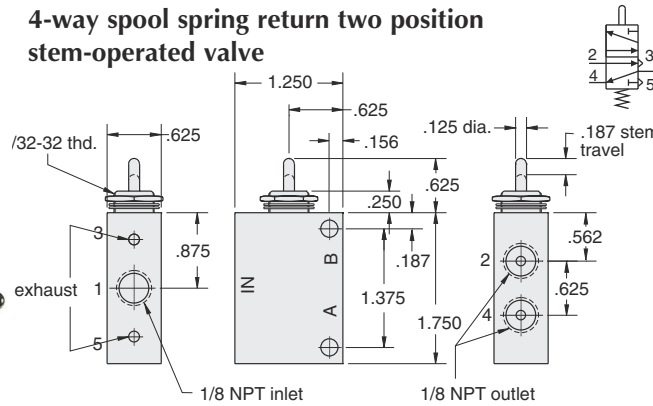 4-way spool spring return two position
stem-operated valve
2 3
4 5
1.250
.625
.625
.156
/32-32 thd.
.125 dia.
.187 stem
travel
.625
.250
3
.875
.187
.562
exhaust
1
IN
B
A
1.375
2
.625
1.750
4
5
1/8 NPT inlet
1/8 NPT outlet